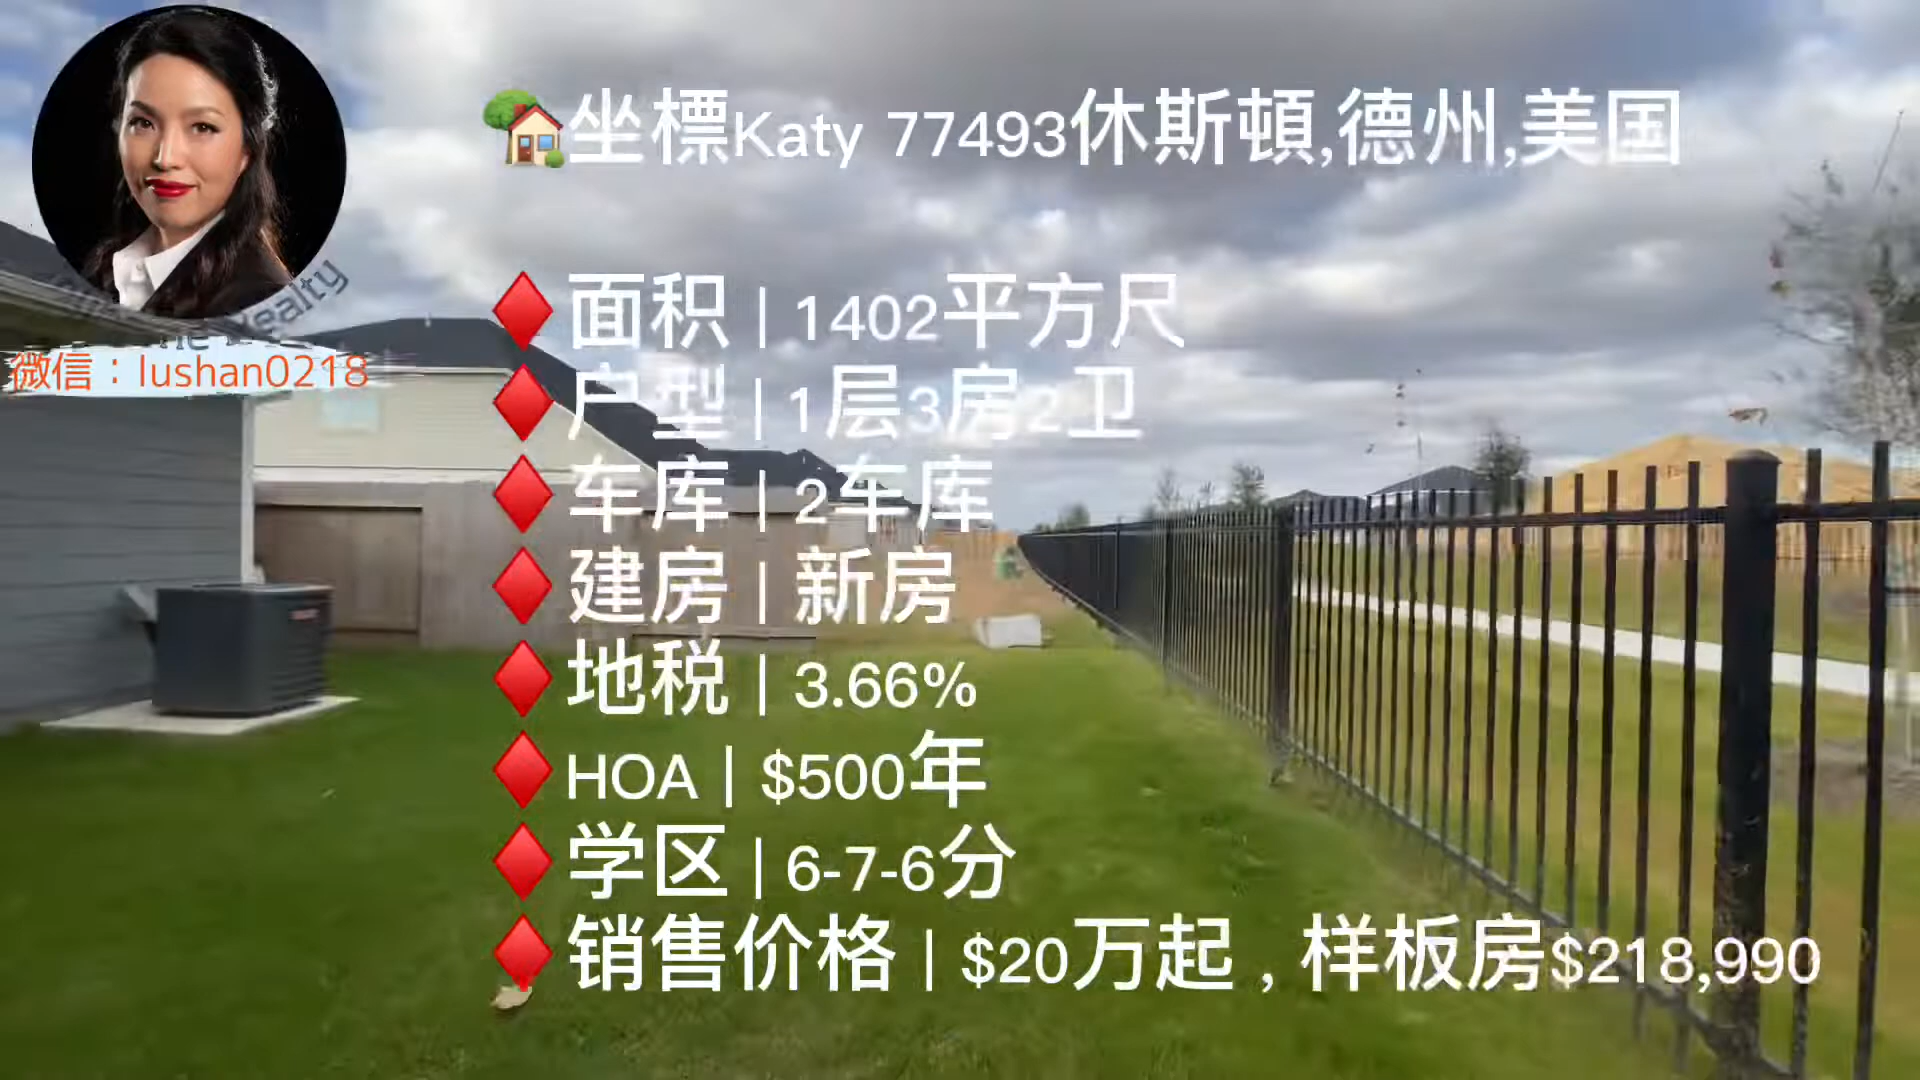 坐標Katy 77493休斯頓,德州,美国
Realty
微信：lushan0218
面积 | 1402平方尺
户型 | 1层3房2卫
车库 | 2车库
建房 | 新房
地税 | 3.66%
HOA | $500年
学区 | 6-7-6分
销售价格 | $20万起，样板房$218,990